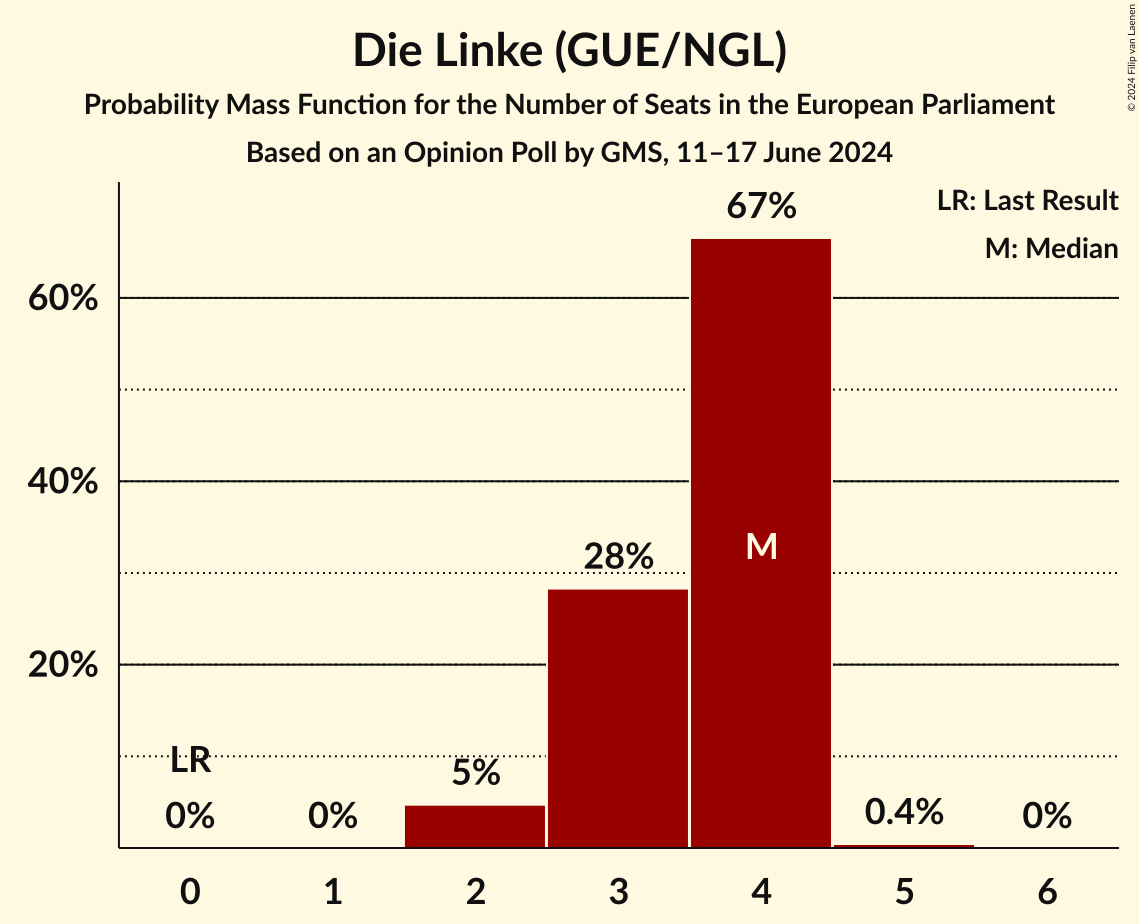 Die Linke (GUE/NGL)
Probability Mass Function for the Number of Seats in the European Parliament
Based on an Opinion Poll by GMS, 11–17 June 2024
© 2024 Filip van Laenen
LR: Last Result
M: Median
67%
60%
40%
28%
M
20%
LR
5%
0%
0%
0.4%
0%
0 1 2 3 4 5 6